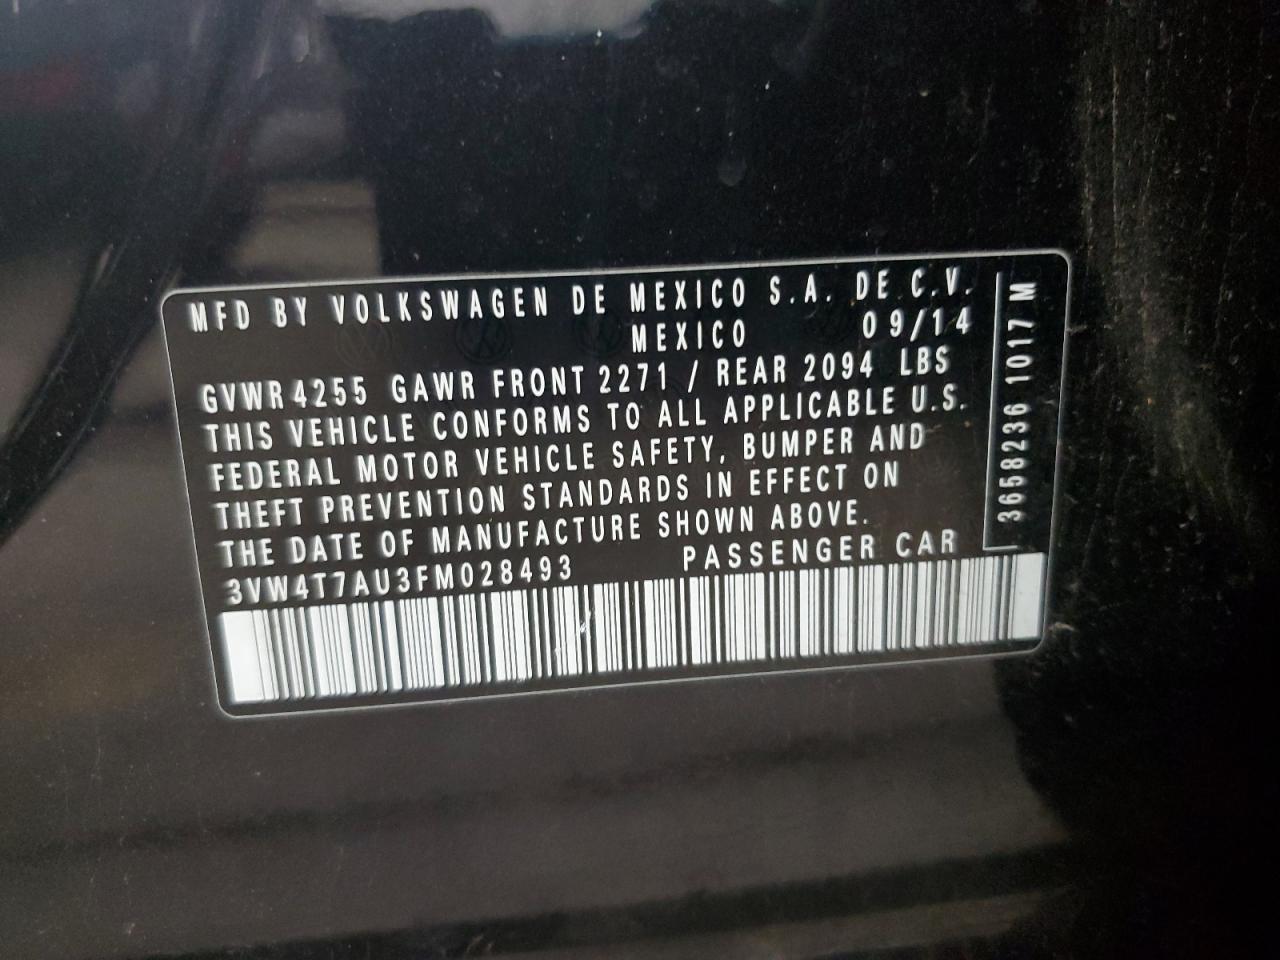 MFD BY VOLKSWAGEN DE MEXICO S.A. DE C.V.
MEXICO 09/14
GVWR 4255 GAWR FRONT 2271 / REAR 2094 LBS
THIS VEHICLE CONFORMS TO ALL APPLICABLE U.S.
FEDERAL MOTOR VEHICLE SAFETY, BUMPER AND
THEFT PREVENTION STANDARDS IN EFFECT ON
THE DATE OF MANUFACTURE SHOWN ABOVE.
3VW4T7AU3FM028493 PASSENGER CAR
3658236 1017 M